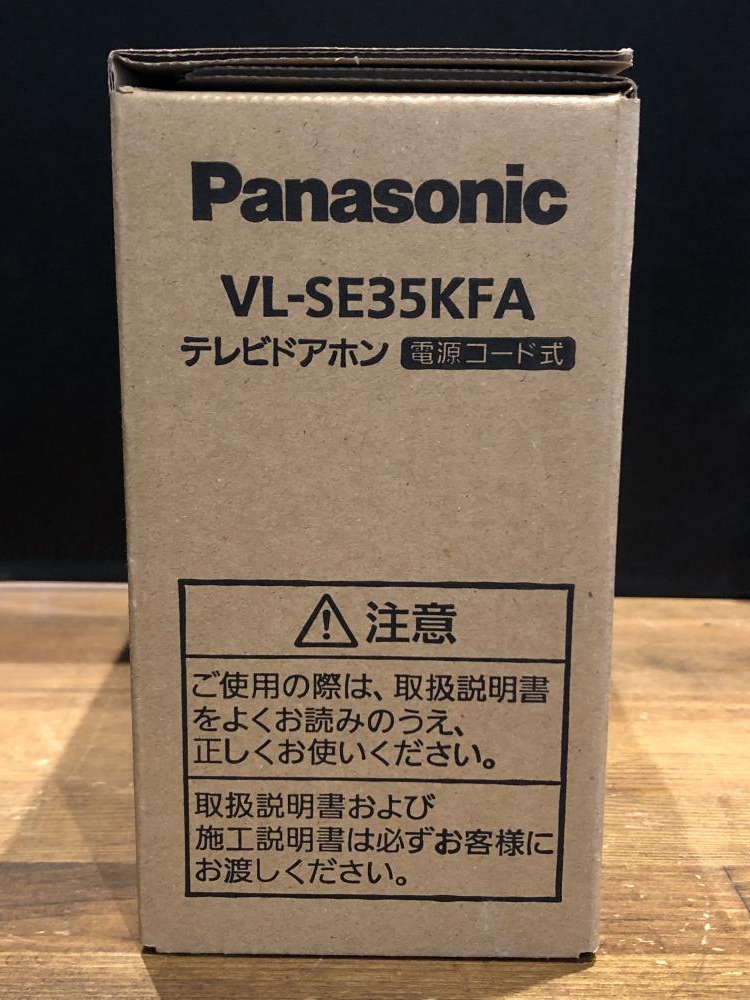 Panasonic
VL-SE35KFA
テレビドアホン 電源コード式
注意
ご使用の際は、取扱説明書
をよくお読みのうえ、
正しくお使いください。
取扱説明書および
施工説明書は必ずお客様に
お渡しください。